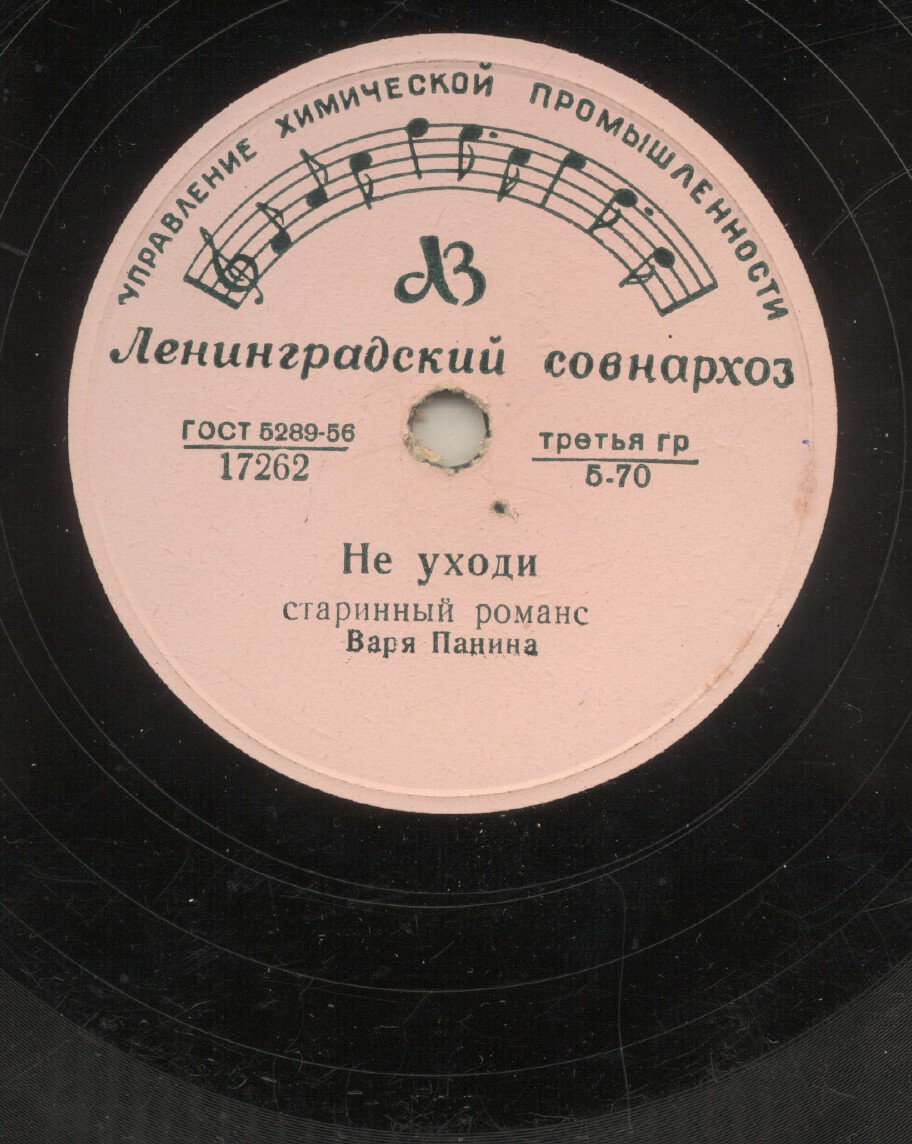 УПРАВЛЕНИЕ ХИМИЧЕСКОЙ ПРОМЫШЛЕННОСТИ
АЗ
Ленинградский совнархоз
ГОСТ 5289-56
17262
третья гр
5-70
Не уходи
старинный романс
Варя Панина